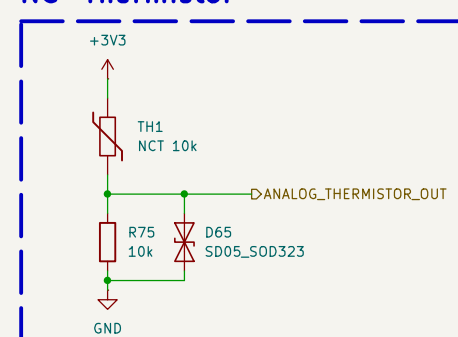 +3V3
TH1
NCT 10k
ANALOG_THERMISTOR_OUT
R75
10k
D65
SD05_SOD323
GND